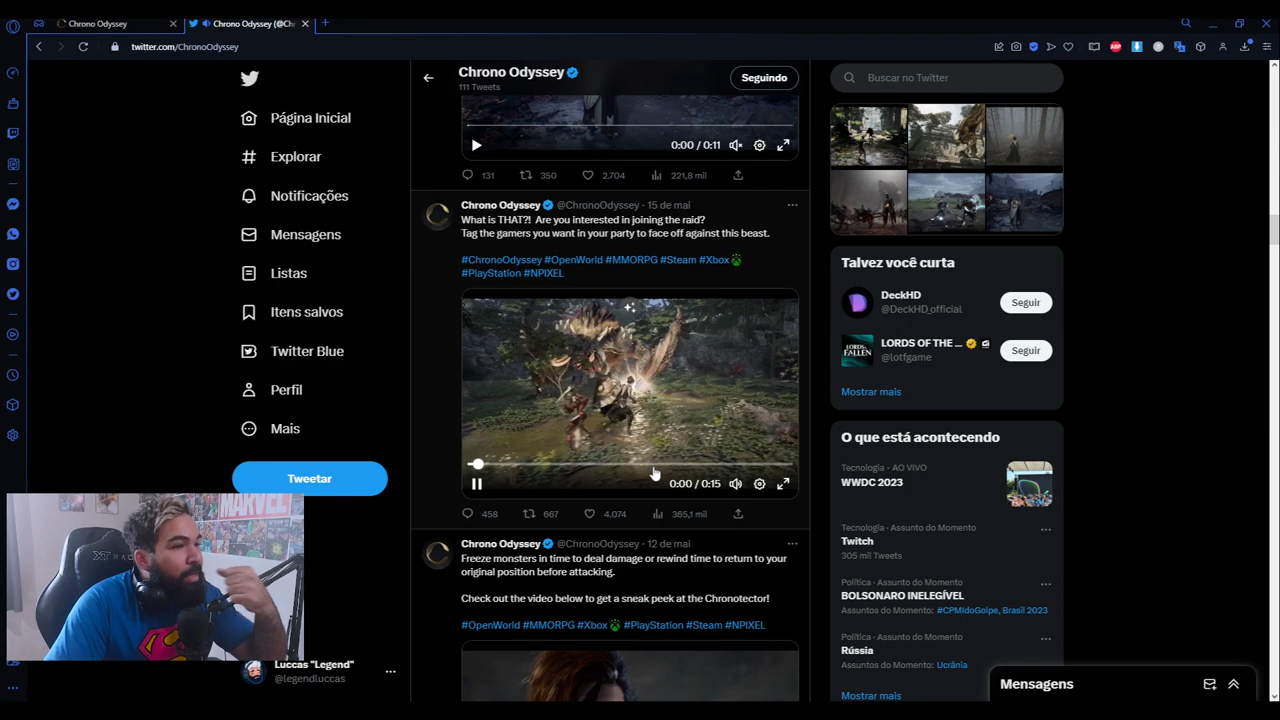 Chrono Odyssey
Chrono Odyssey (@Ch
twitter.com/ChronoOdyssey
ABP
Página Inicial
Explorar
Notificações
Mensagens
Listas
Itens salvos
Twitter Blue
Perfil
Mais
Tweetar
MARVEL
Luccas "Legend"
@legendluccas
Chrono Odyssey
111 Tweets
Seguindo
0:00 / 0:11
131 350 2.704 221,8 mil
Chrono Odyssey @ChronoOdyssey · 15 de mai
What is THAT?! Are you interested in joining the raid?
Tag the gamers you want in your party to face off against this beast.
#ChronoOdyssey #OpenWorld #MMORPG #Steam #Xbox
#PlayStation #NPIXEL
0:00 / 0:15
458 667 4.074 365,1 mil
Chrono Odyssey @ChronoOdyssey · 12 de mai
Freeze monsters in time to deal damage or rewind time to return to your
original position before attacking.
Check out the video below to get a sneak peek at the Chronotector!
#OpenWorld #MMORPG #Xbox #PlayStation #Steam #NPIXEL
Buscar no Twitter
Talvez você curta
DeckHD
@DeckHD_official
Seguir
LORDS OF THE ...
@lotfgame
Seguir
LORDS
FALLEN
Mostrar mais
O que está acontecendo
Tecnologia · AO VIVO
WWDC 2023
Tecnologia · Assunto do Momento
Twitch
305 mil Tweets
Política · Assunto do Momento
BOLSONARO INELEGÍVEL
Assuntos do Momento: #CPMIdoGolpe, Brasil 2023
Política · Assunto do Momento
Rússia
Assuntos do Momento: Ucrânia
Mostrar mais
Mensagens